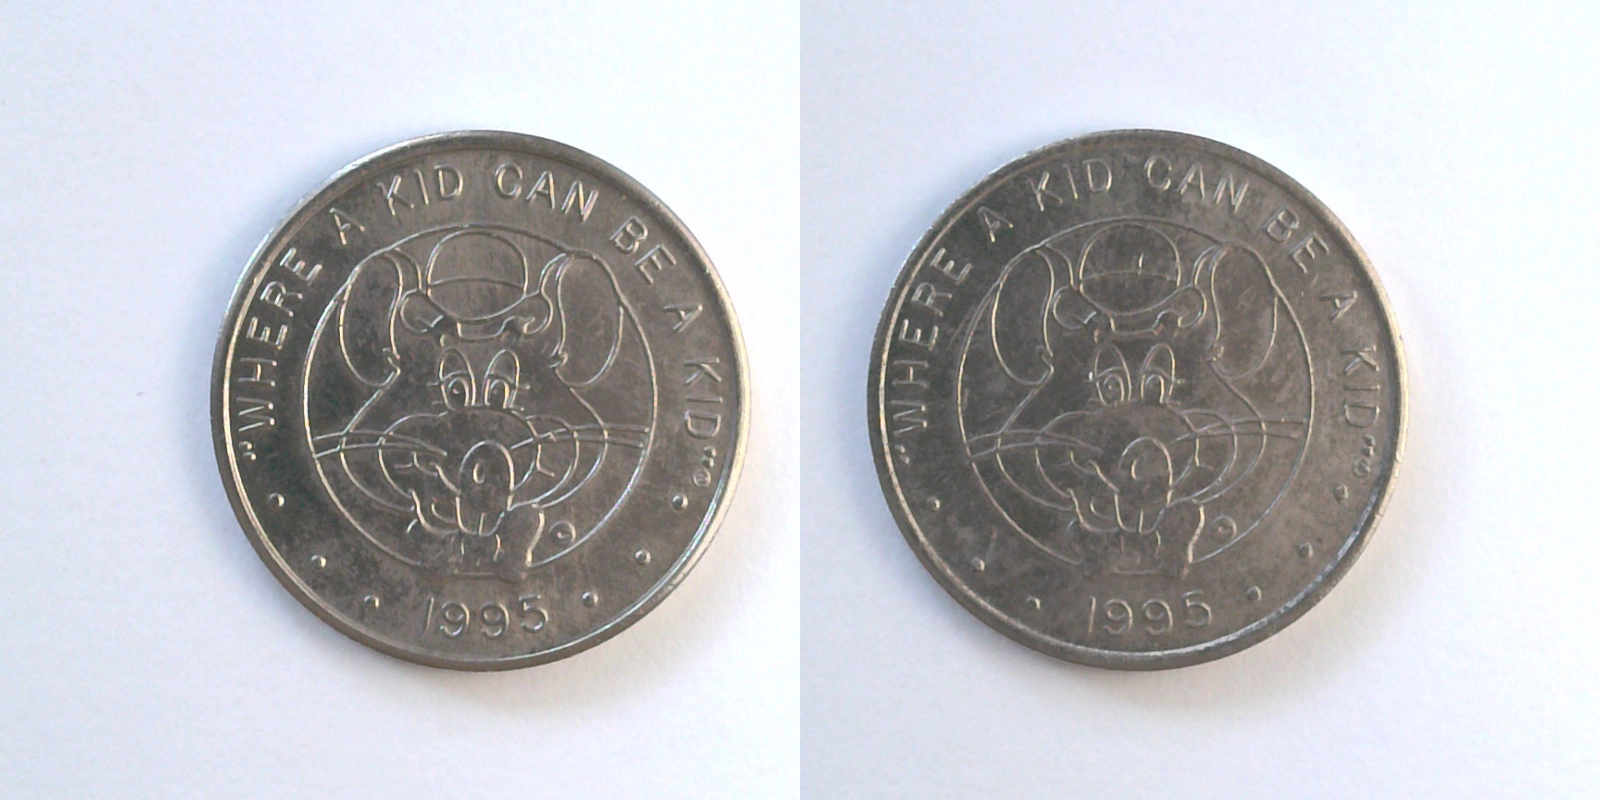 "WHERE A KID CAN BE A KID"®
1995
"WHERE A KID CAN BE A KID"®
1995